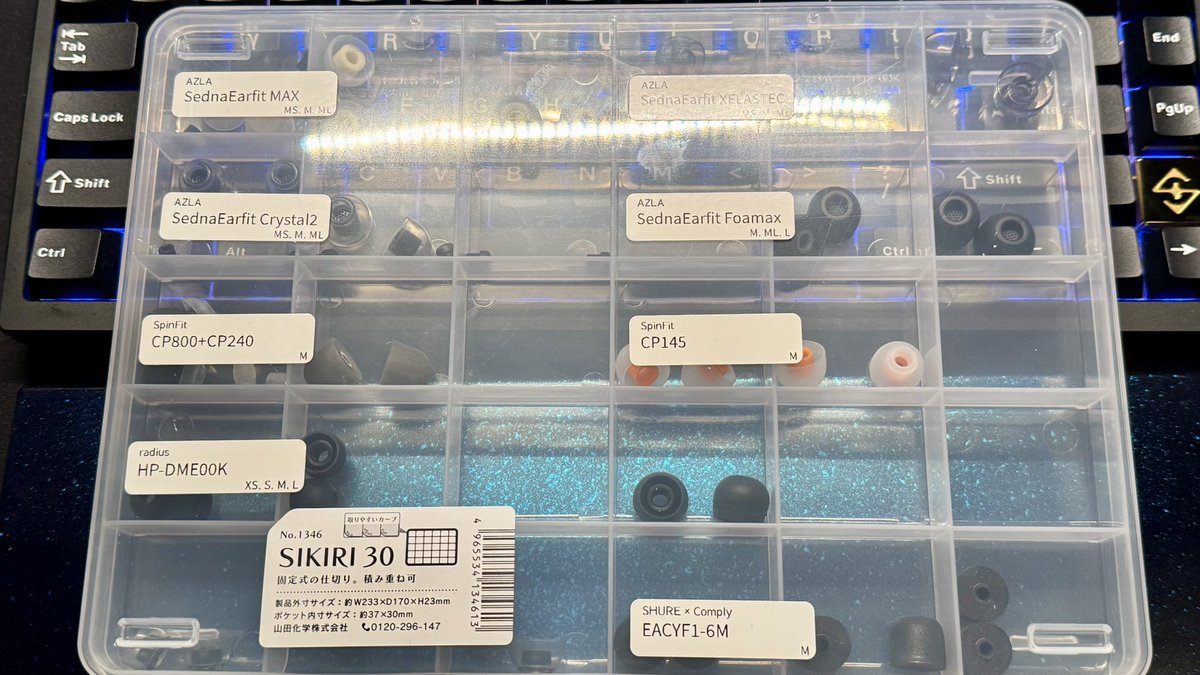 Tab
Caps Lock
Shift
Ctrl
Alt
R
Y
U
G
H
C
V
B
N
M
<
>
?
Shift
Ctrl
End
PgUp
AZLA
SednaEarfit MAX
MS. M. ML
AZLA
SednaEarfit XELASTEC
AZLA
SednaEarfit Crystal2
MS. M. ML
AZLA
SednaEarfit Foamax
M. ML. L
SpinFit
CP800+CP240
M
SpinFit
CP145
M
radius
HP-DME00K
XS. S. M. L
取りやすいカーブ
No.1346
SIKIRI 30
固定式の仕切り。積み重ね可
製品外寸サイズ：約W233×D170×H23mm
ポケット内寸サイズ：約37×30mm
山田化学株式会社 0120-296-147
4 965534 134613
SHURE × Comply
EACYF1-6M
M